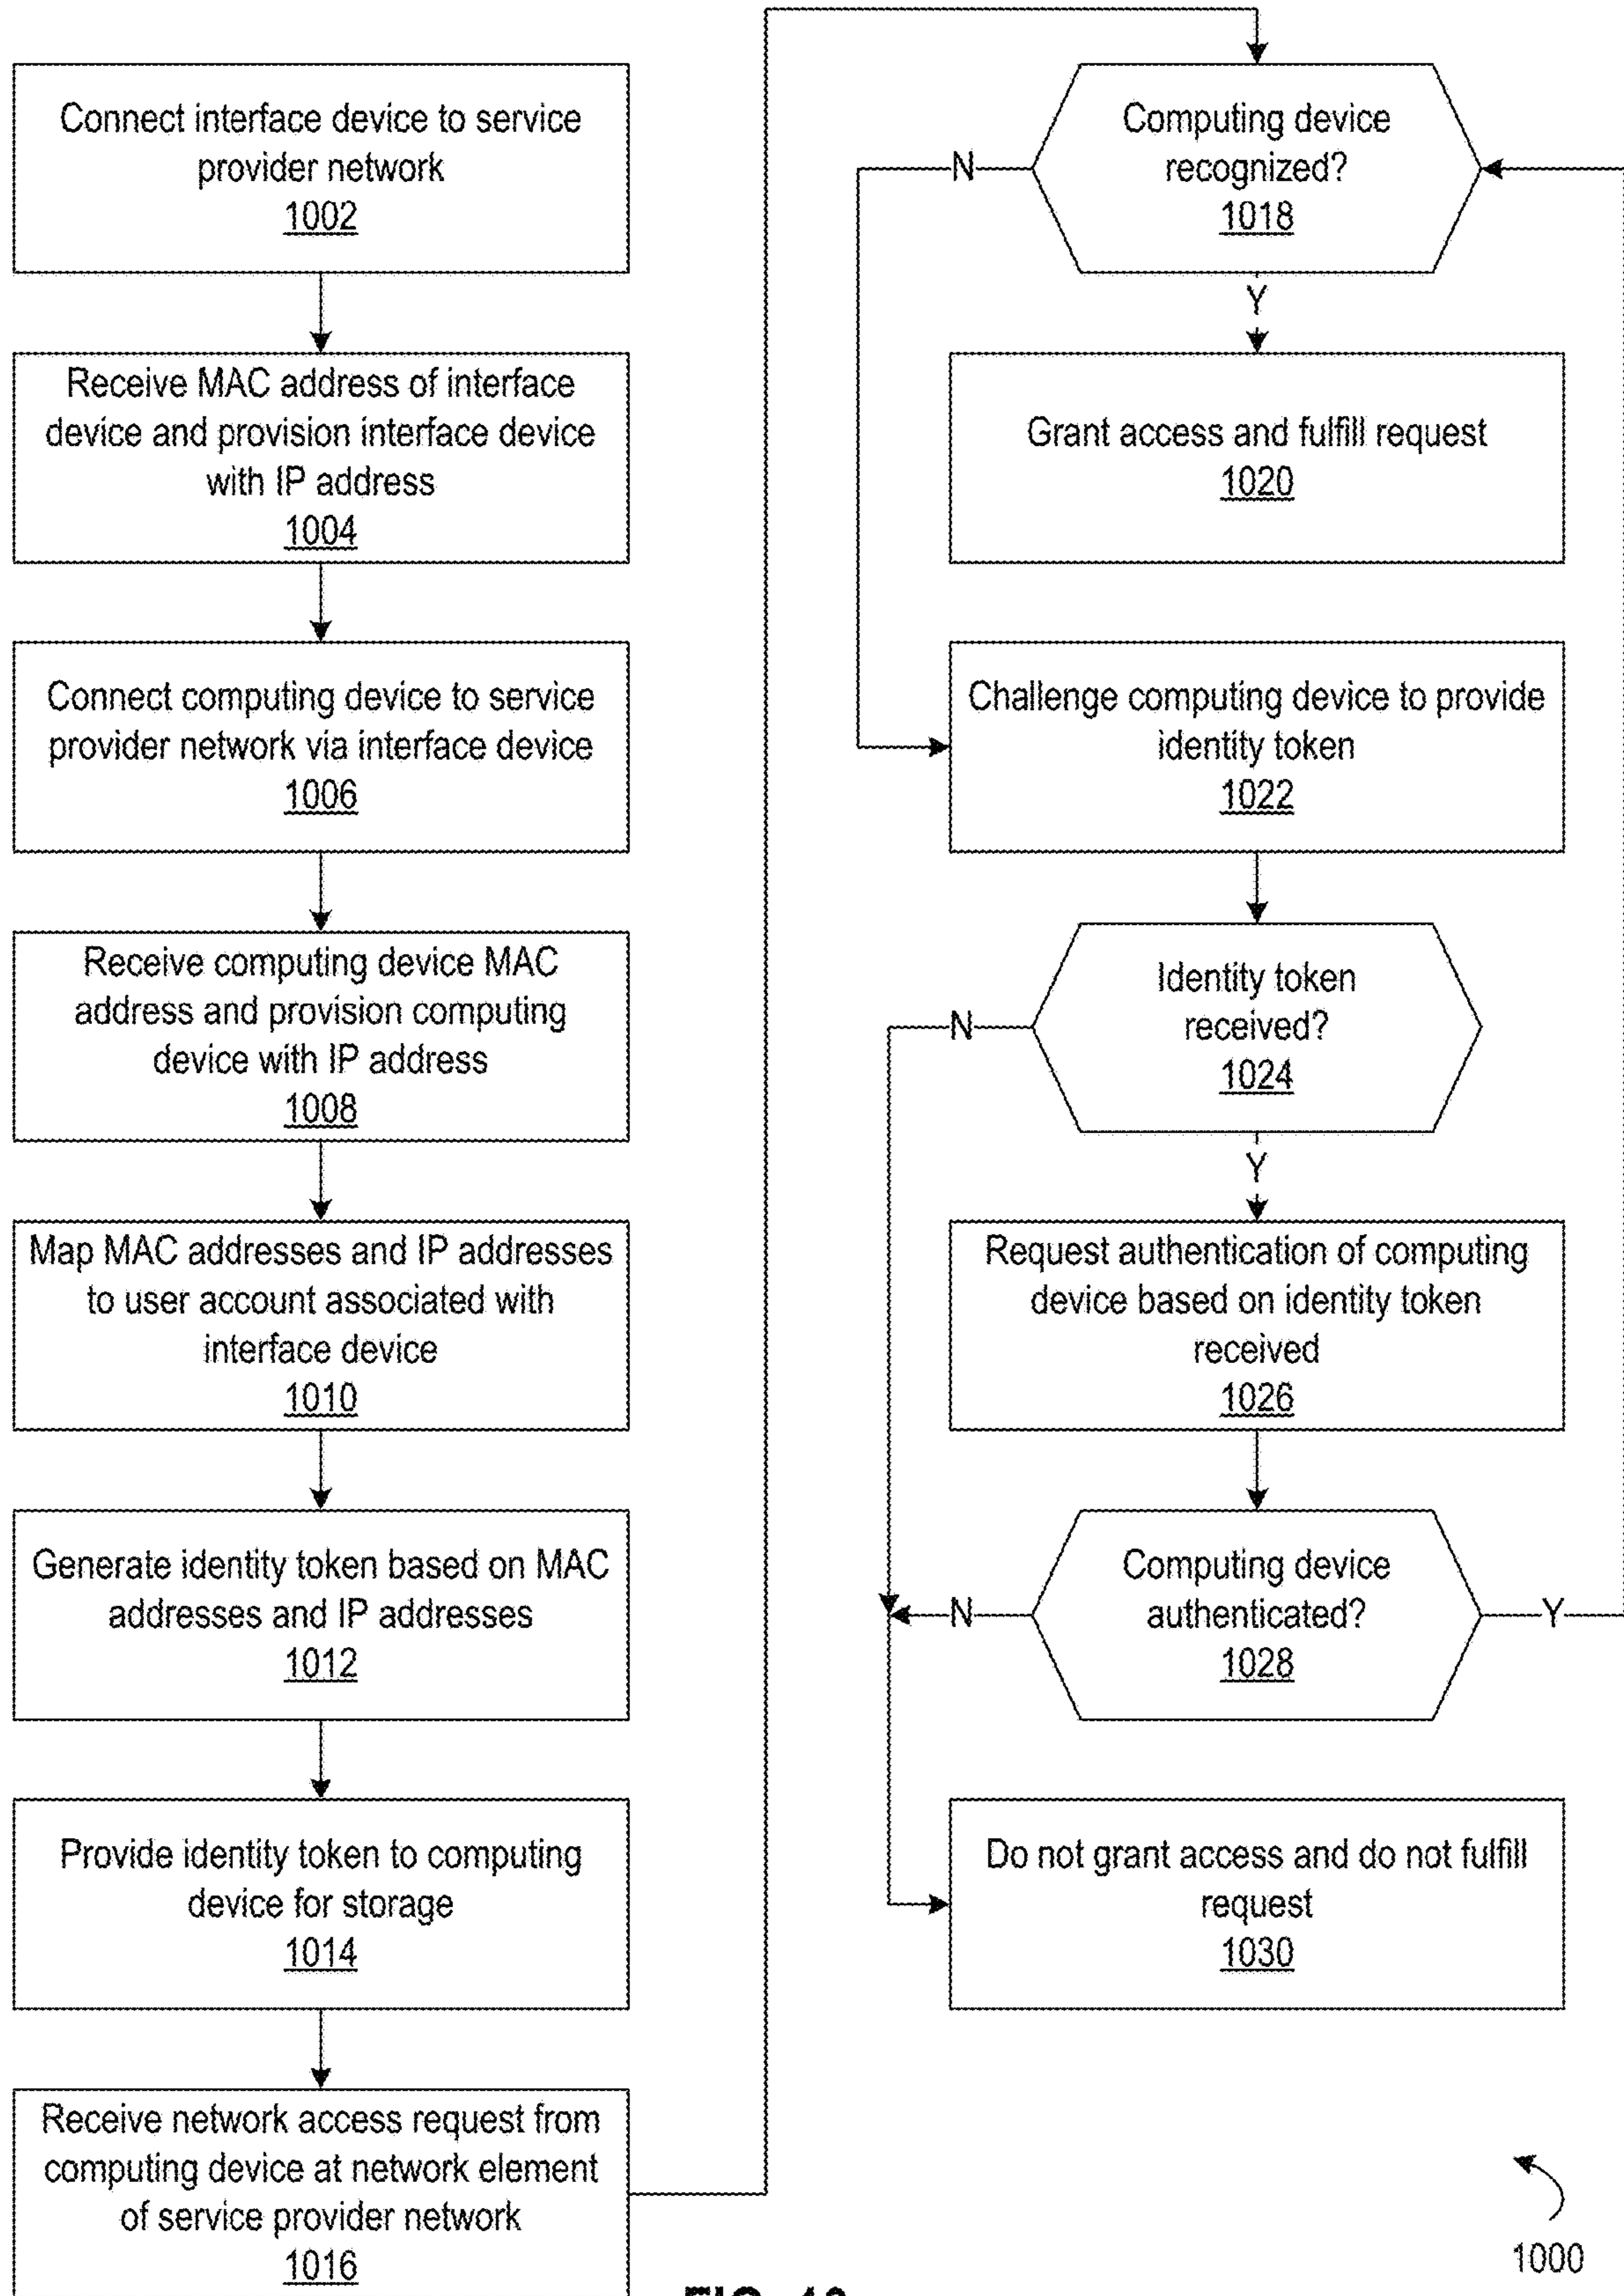 Connect interface device to service
provider network
1002
Receive MAC address of interface
device and provision interface device
with IP address
1004
Connect computing device to service
provider network via interface device
1006
Receive computing device MAC
address and provision computing
device with IP address
1008
Map MAC addresses and IP addresses
to user account associated with
interface device
1010
Generate identity token based on MAC
addresses and IP addresses
1012
Provide identity token to computing
device for storage
1014
Receive network access request from
computing device at network element
of service provider network
1016
Computing device
recognized?
1018
N
Y
Grant access and fulfill request
1020
Challenge computing device to provide
identity token
1022
Identity token
received?
1024
N
Y
Request authentication of computing
device based on identity token
received
1026
Computing device
authenticated?
1028
N
Y
Do not grant access and do not fulfill
request
1030
1000
FIG. 10